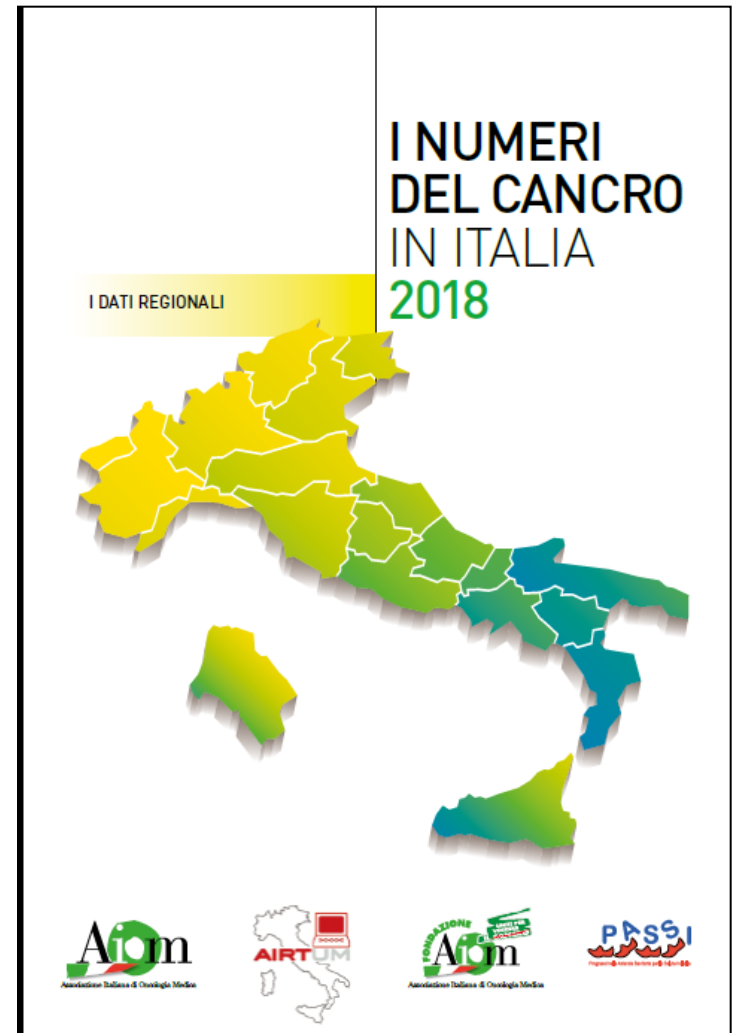 I NUMERI
DEL CANCRO
IN ITALIA
2018
I DATI REGIONALI
Aiom
Associazione Italiana di Oncologia Medica
AIRTUM
FONDAZIONE
Aiom
Associazione Italiana di Oncologia Medica
PASSI